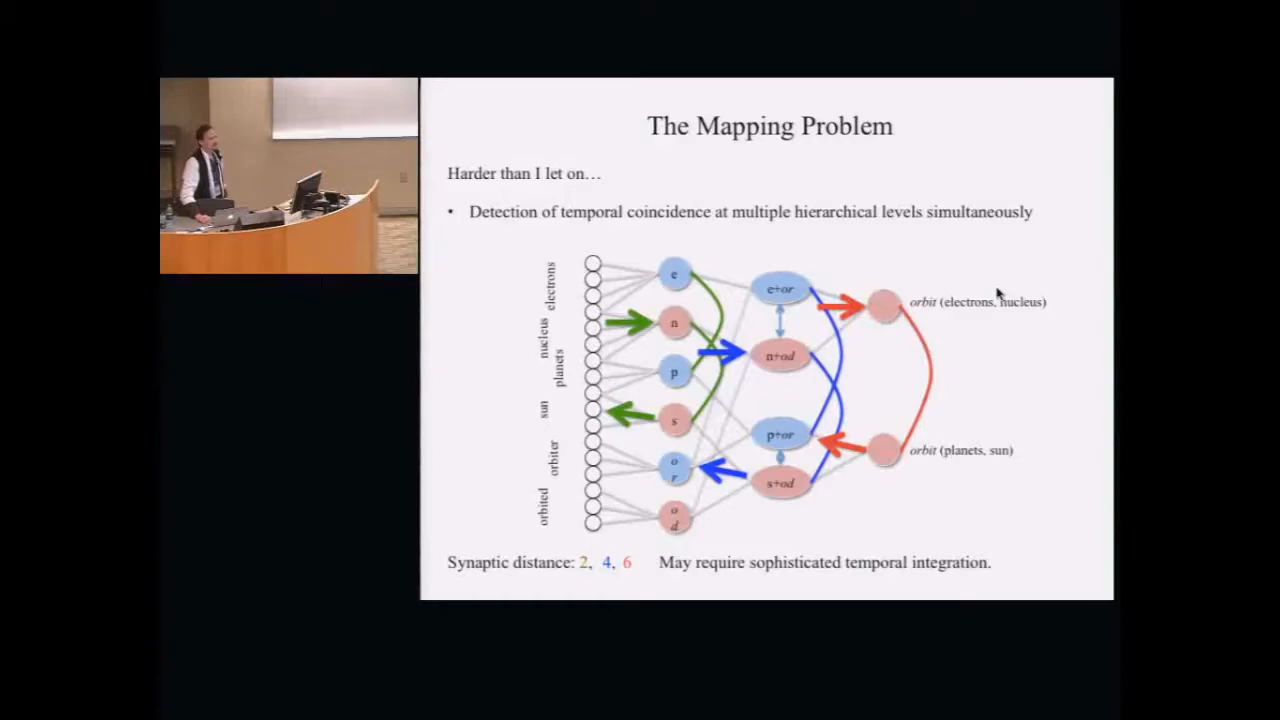 The Mapping Problem
Harder than I let on…
• Detection of temporal coincidence at multiple hierarchical levels simultaneously
electrons
nucleus
planets
sun
orbiter
orbited
e
n
p
s
o
r
o
d
e+or
n+od
p+or
s+od
orbit (electrons, nucleus)
orbit (planets, sun)
Synaptic distance: 2, 4, 6 May require sophisticated temporal integration.